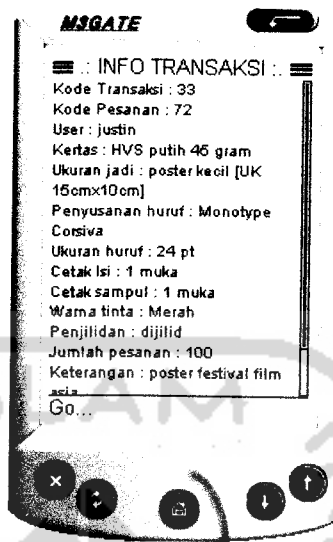 M3GATE
.: INFO TRANSAKSI :.
Kode Transaksi : 33
Kode Pesanan : 72
User : justin
Kertas : HVS putih 45 gram
Ukuran jadi : poster kecil [UK
15cmx10cm]
Penyusunan huruf : Monotype
Corsiva
Ukuran huruf : 24 pt
Cetak Isi : 1 muka
Cetak sampul : 1 muka
Warna tinta : Merah
Penjilidan : dijilid
Jumlah pesanan : 100
Keterangan : poster festival film
asia
Go...